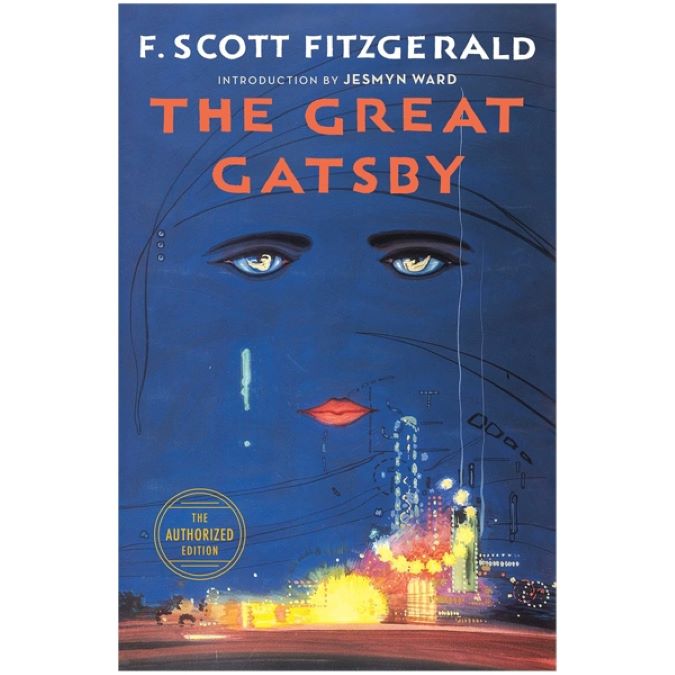 F. SCOTT FITZGERALD
INTRODUCTION BY JESMYN WARD
THE GREAT
GATSBY
THE
AUTHORIZED
EDITION